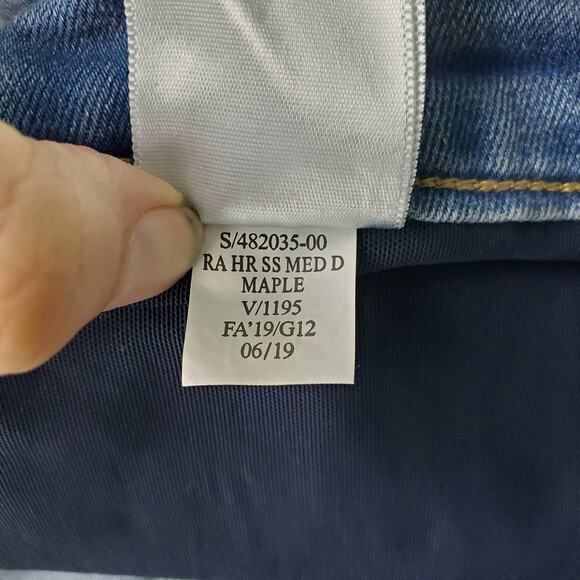 S/482035-00
RA HR SS MED D
MAPLE
V/1195
FA'19/G12
06/19